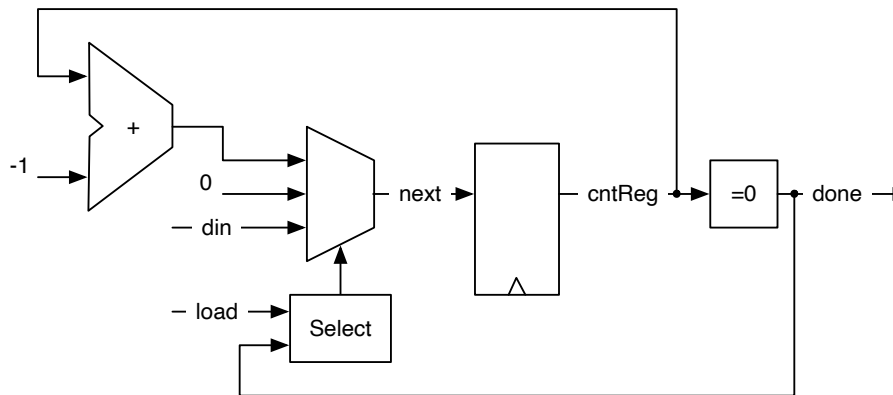 +
-1
0
din
next
cntReg
=0
done
load
Select